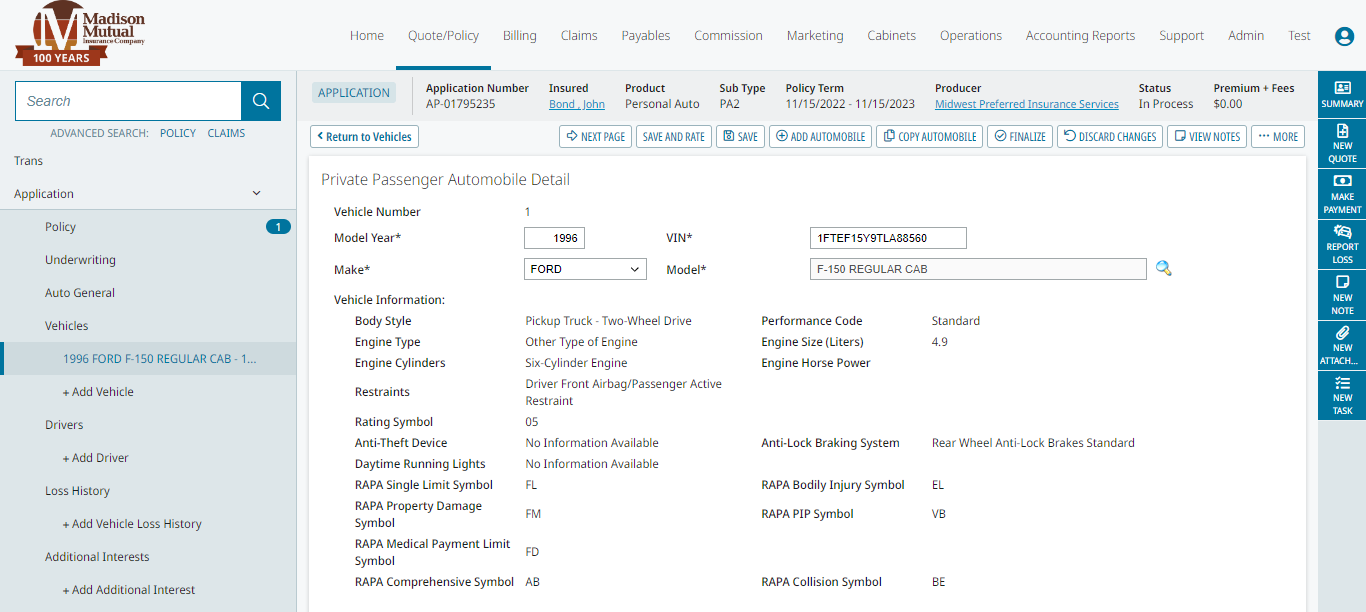 Madison
Mutual
Insurance Company
100 YEARS
Home Quote/Policy Billing Claims Payables Commission Marketing Cabinets Operations Accounting Reports Support Admin Test
Search
ADVANCED SEARCH: POLICY CLAIMS
Trans
Application
Policy 1
Underwriting
Auto General
Vehicles
1996 FORD F-150 REGULAR CAB - 1...
+ Add Vehicle
Drivers
+ Add Driver
Loss History
+ Add Vehicle Loss History
Additional Interests
+ Add Additional Interest
APPLICATION
Application Number Insured Product Sub Type Policy Term Producer Status Premium + Fees
AP-01795235 Bond , John Personal Auto PA2 11/15/2022 - 11/15/2023 Midwest Preferred Insurance Services In Process $0.00
Return to Vehicles NEXT PAGE SAVE AND RATE SAVE ADD AUTOMOBILE COPY AUTOMOBILE FINALIZE DISCARD CHANGES VIEW NOTES ... MORE
Private Passenger Automobile Detail
Vehicle Number 1
Model Year* 1996 VIN* 1FTEF15Y9TLA88560
Make* FORD Model* F-150 REGULAR CAB
Vehicle Information:
Body Style Pickup Truck - Two-Wheel Drive Performance Code Standard
Engine Type Other Type of Engine Engine Size (Liters) 4.9
Engine Cylinders Six-Cylinder Engine Engine Horse Power
Restraints Driver Front Airbag/Passenger Active
Restraint
Rating Symbol 05
Anti-Theft Device No Information Available Anti-Lock Braking System Rear Wheel Anti-Lock Brakes Standard
Daytime Running Lights No Information Available
RAPA Single Limit Symbol FL RAPA Bodily Injury Symbol EL
RAPA Property Damage
Symbol FM RAPA PIP Symbol VB
RAPA Medical Payment Limit
Symbol FD
RAPA Comprehensive Symbol AB RAPA Collision Symbol BE
SUMMARY
NEW
QUOTE
MAKE
PAYMENT
REPORT
LOSS
NEW
NOTE
NEW
ATTACH...
NEW
TASK